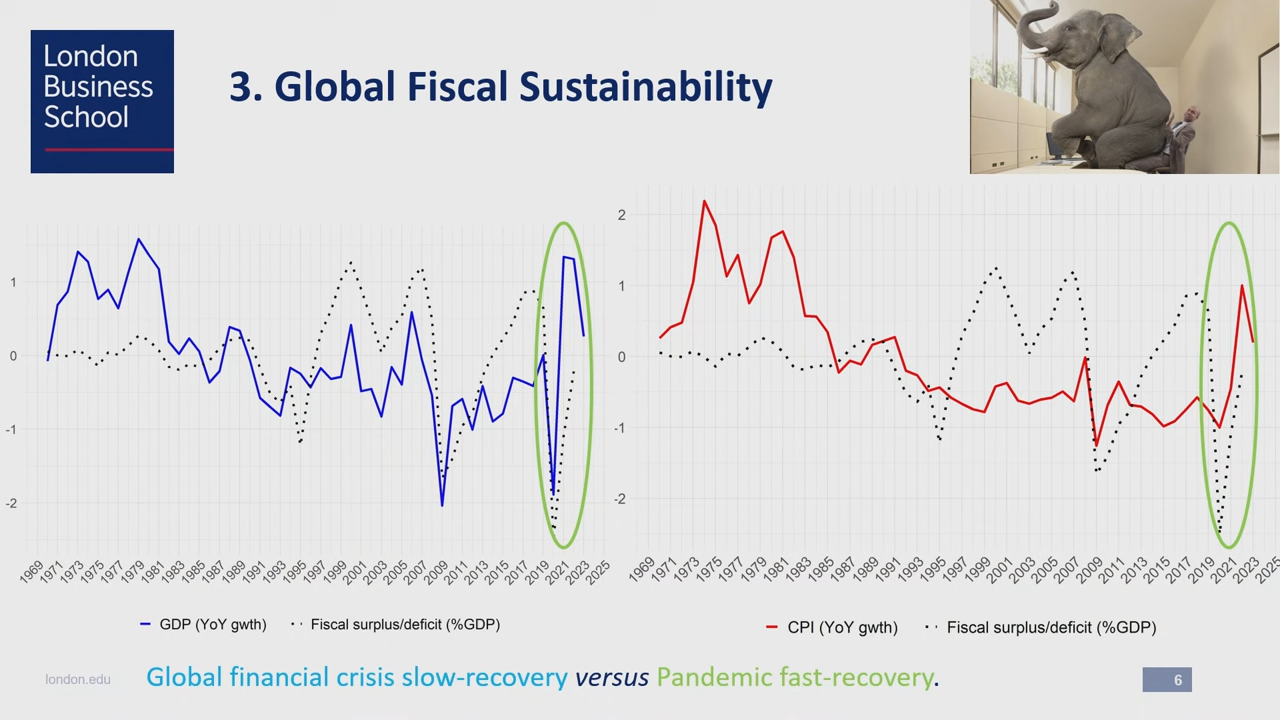 London
Business
School
3. Global Fiscal Sustainability
1
0
-1
-2
1969 1971 1973 1975 1977 1979 1981 1983 1985 1987 1989 1991 1993 1995 1997 1999 2001 2003 2005 2007 2009 2011 2013 2015 2017 2019 2021 2023 2025
GDP (YoY gwth) Fiscal surplus/deficit (%GDP)
2
1
0
-1
-2
1969 1971 1973 1975 1977 1979 1981 1983 1985 1987 1989 1991 1993 1995 1997 1999 2001 2003 2005 2007 2009 2011 2013 2015 2017 2019 2021 2023 2025
CPI (YoY gwth) Fiscal surplus/deficit (%GDP)
london.edu
Global financial crisis slow-recovery versus Pandemic fast-recovery.
6